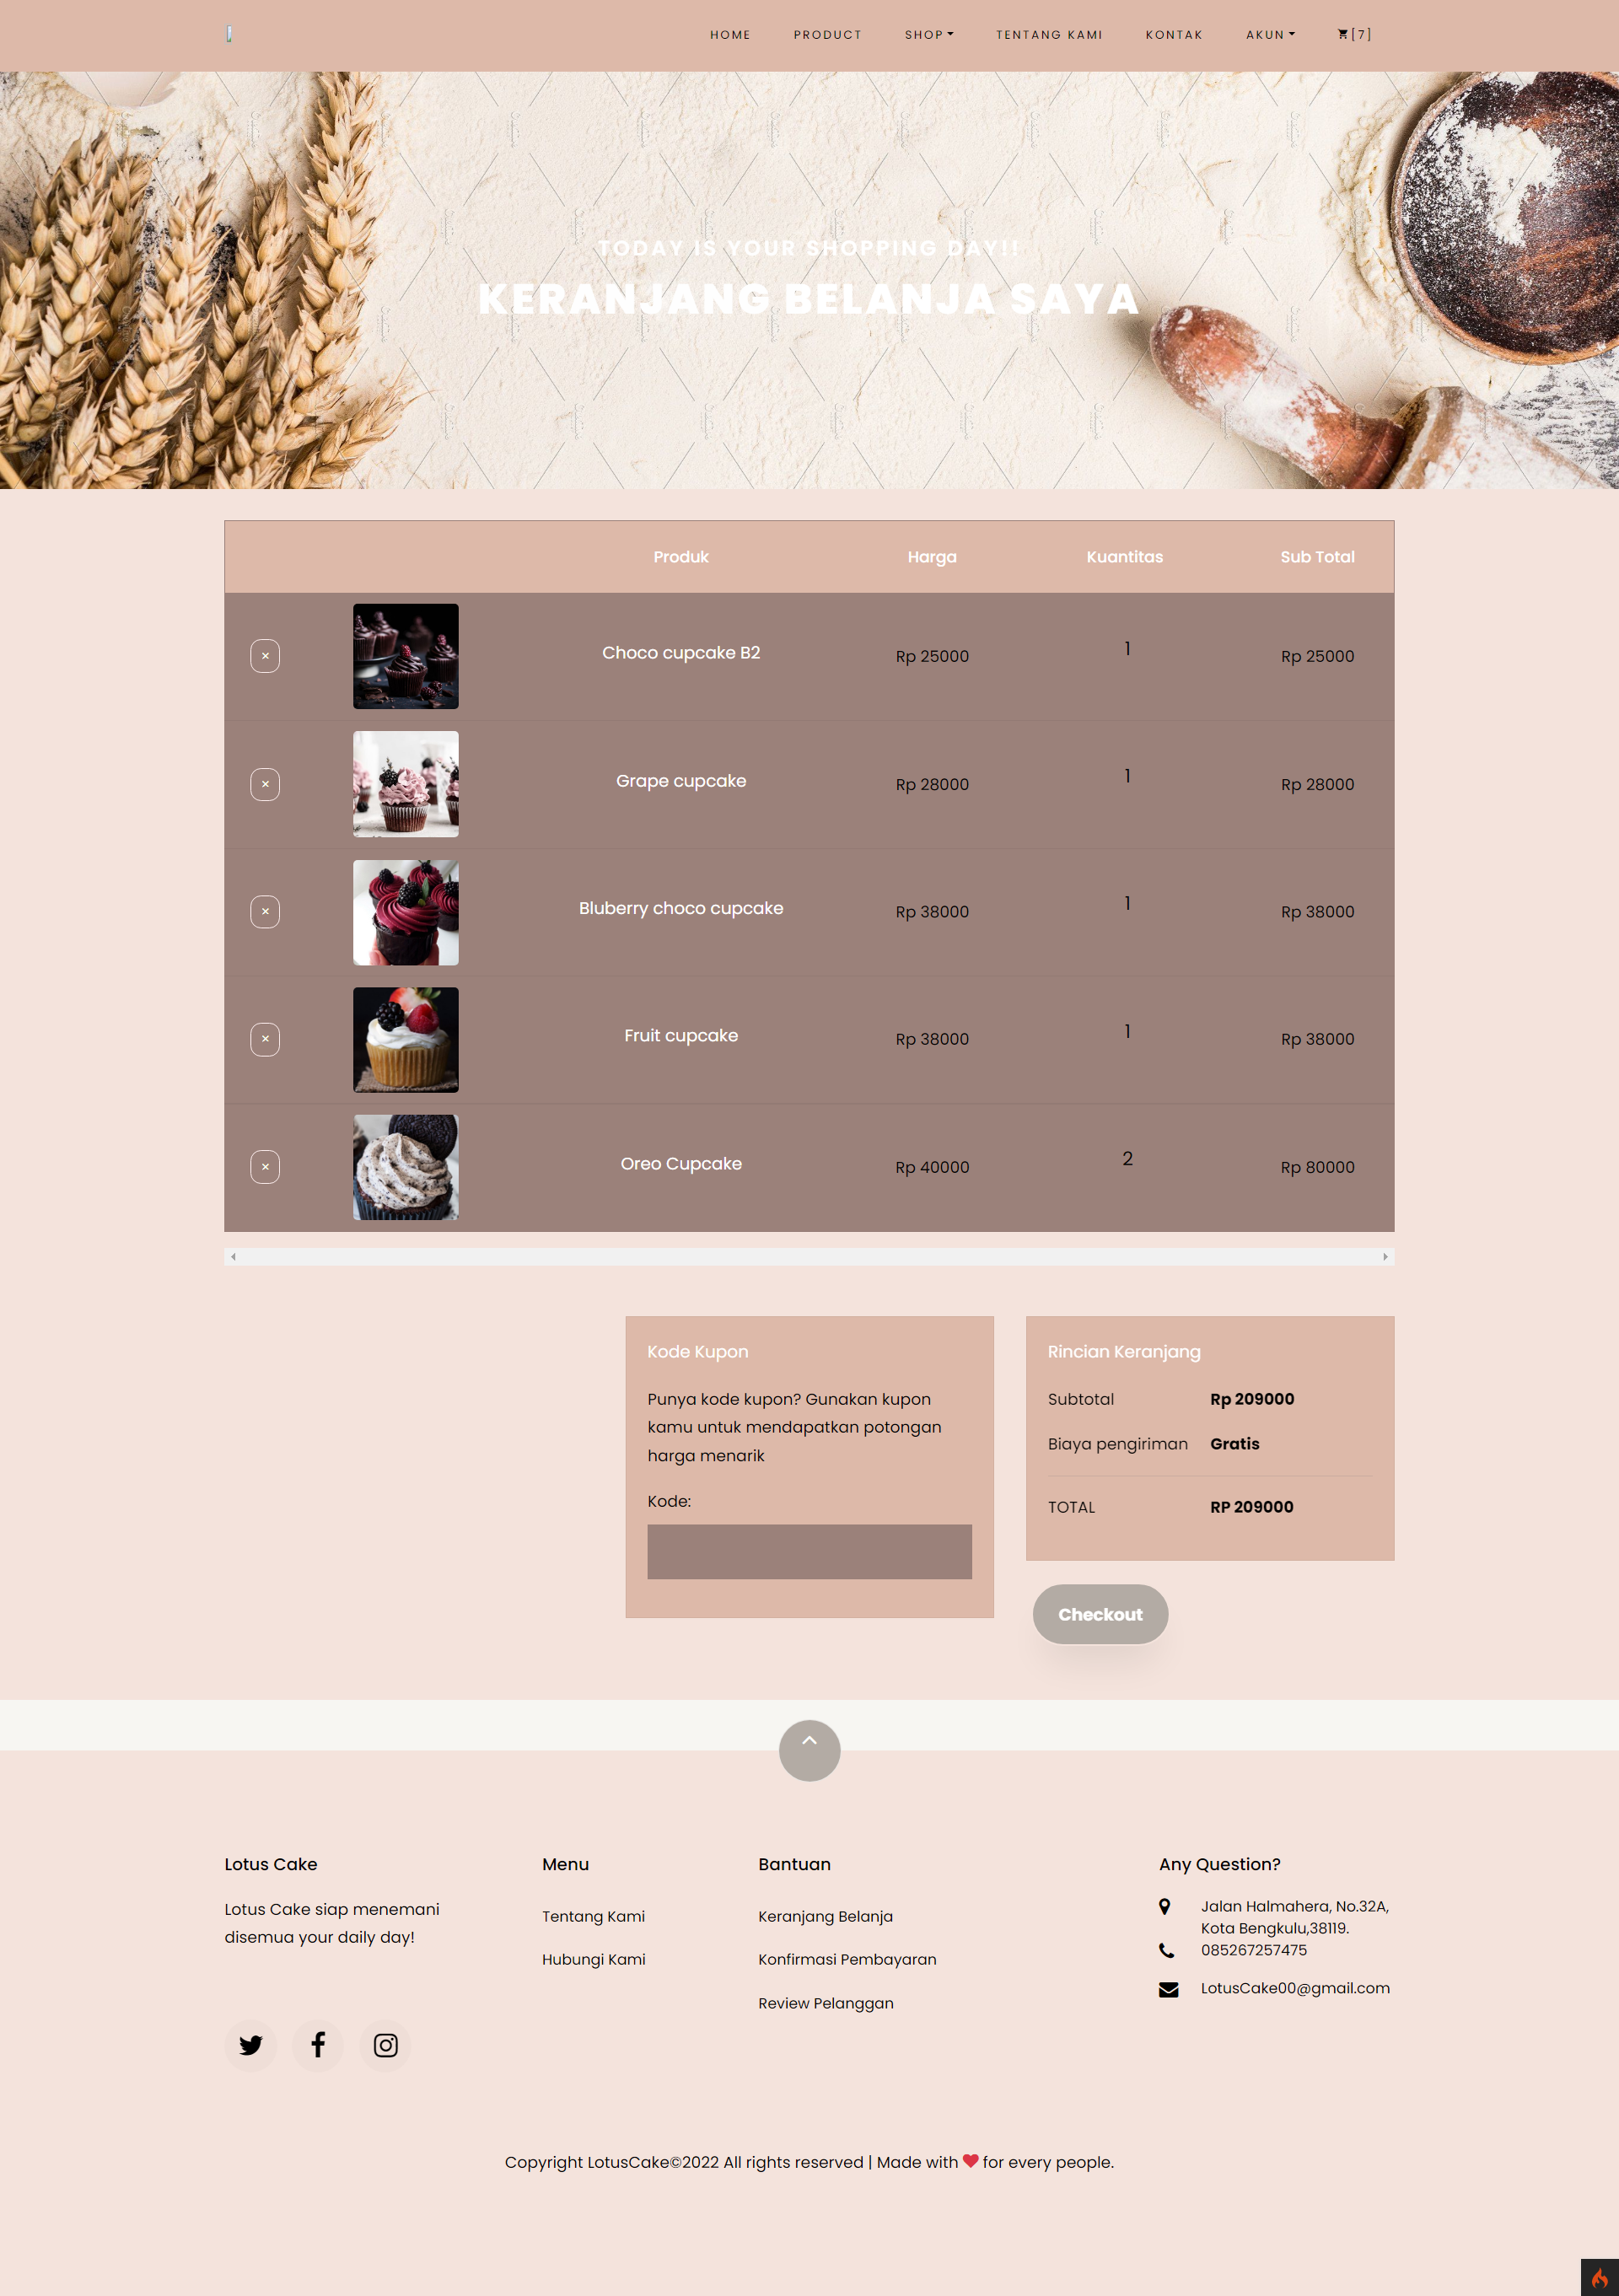 HOME PRODUCT SHOP TENTANG KAMI KONTAK AKUN [7]
TODAY IS YOUR SHOPPING DAY!!
KERANJANG BELANJA SAYA
Produk Harga Kuantitas Sub Total
× Choco cupcake B2 Rp 25000 1 Rp 25000
× Grape cupcake Rp 28000 1 Rp 28000
× Bluberry choco cupcake Rp 38000 1 Rp 38000
× Fruit cupcake Rp 38000 1 Rp 38000
× Oreo Cupcake Rp 40000 2 Rp 80000
Kode Kupon
Punya kode kupon? Gunakan kupon
kamu untuk mendapatkan potongan
harga menarik
Kode:
Rincian Keranjang
Subtotal Rp 209000
Biaya pengiriman Gratis
TOTAL RP 209000
Checkout
Lotus Cake
Lotus Cake siap menemani
disemua your daily day!
Menu
Tentang Kami
Hubungi Kami
Bantuan
Keranjang Belanja
Konfirmasi Pembayaran
Review Pelanggan
Any Question?
Jalan Halmahera, No.32A,
Kota Bengkulu,38119.
085267257475
LotusCake00@gmail.com
Copyright LotusCake©2022 All rights reserved | Made with ❤ for every people.